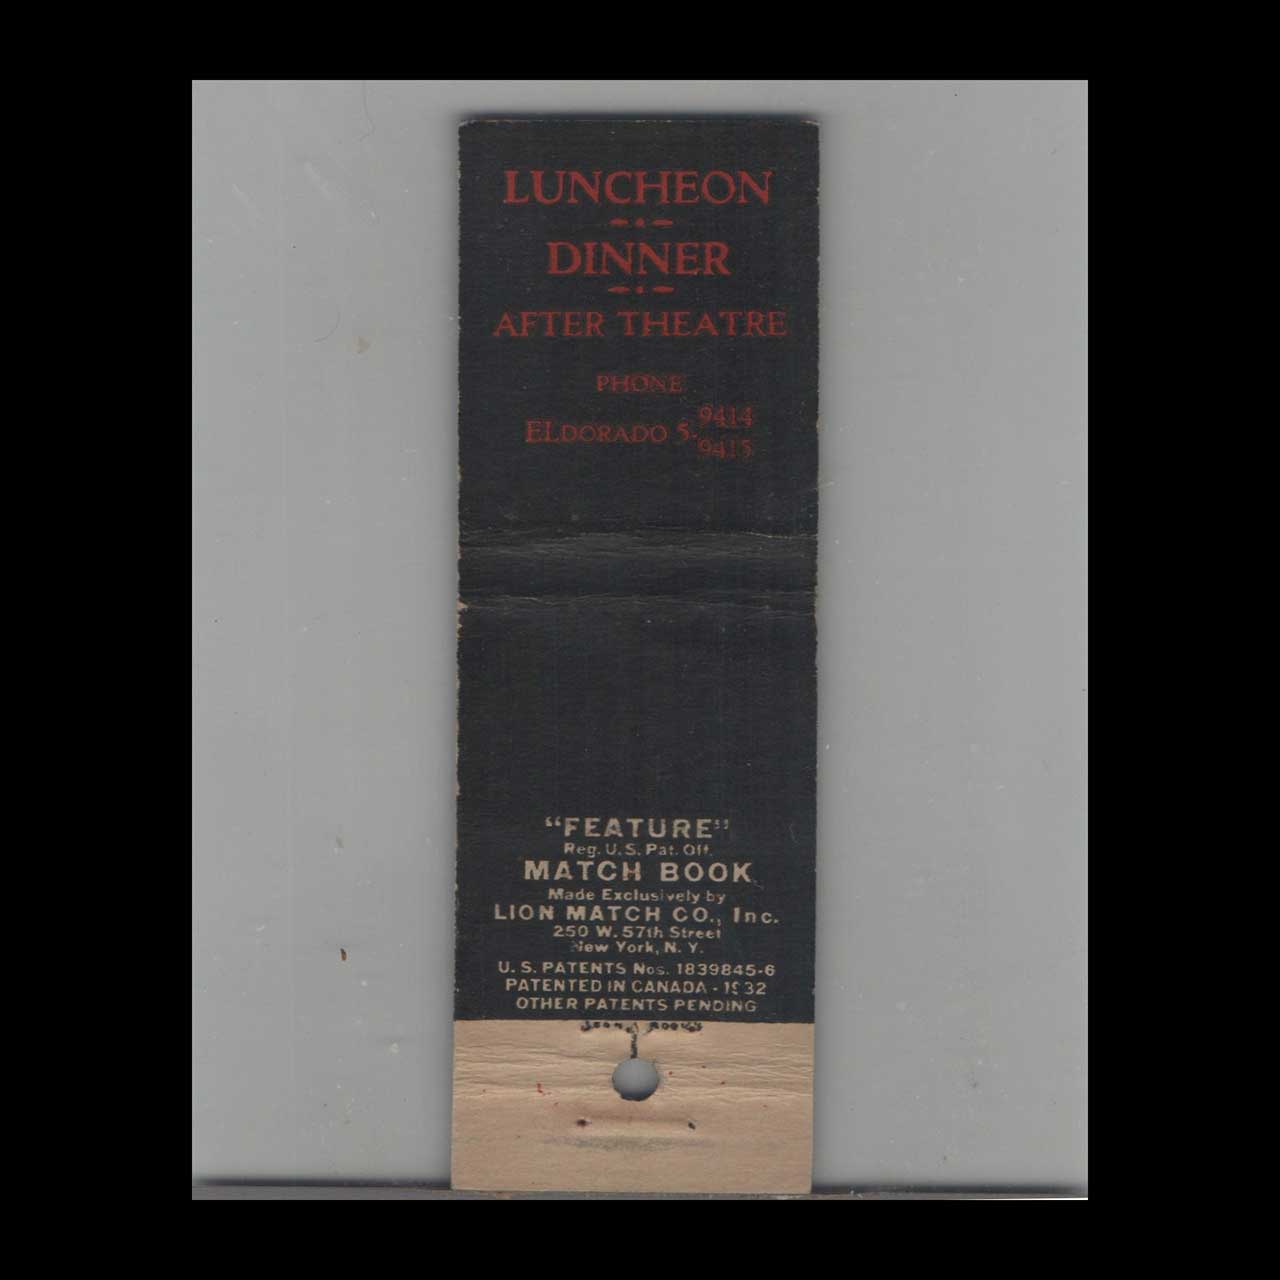 LUNCHEON
DINNER
AFTER THEATRE
PHONE
ELDORADO 5-9414
9415
"FEATURE"
Reg. U.S. Pat. Off.
MATCH BOOK
Made Exclusively by
LION MATCH CO., Inc.
250 W. 57th Street
New York, N. Y.
U. S. PATENTS Nos. 1839845-6
PATENTED IN CANADA - 1932
OTHER PATENTS PENDING